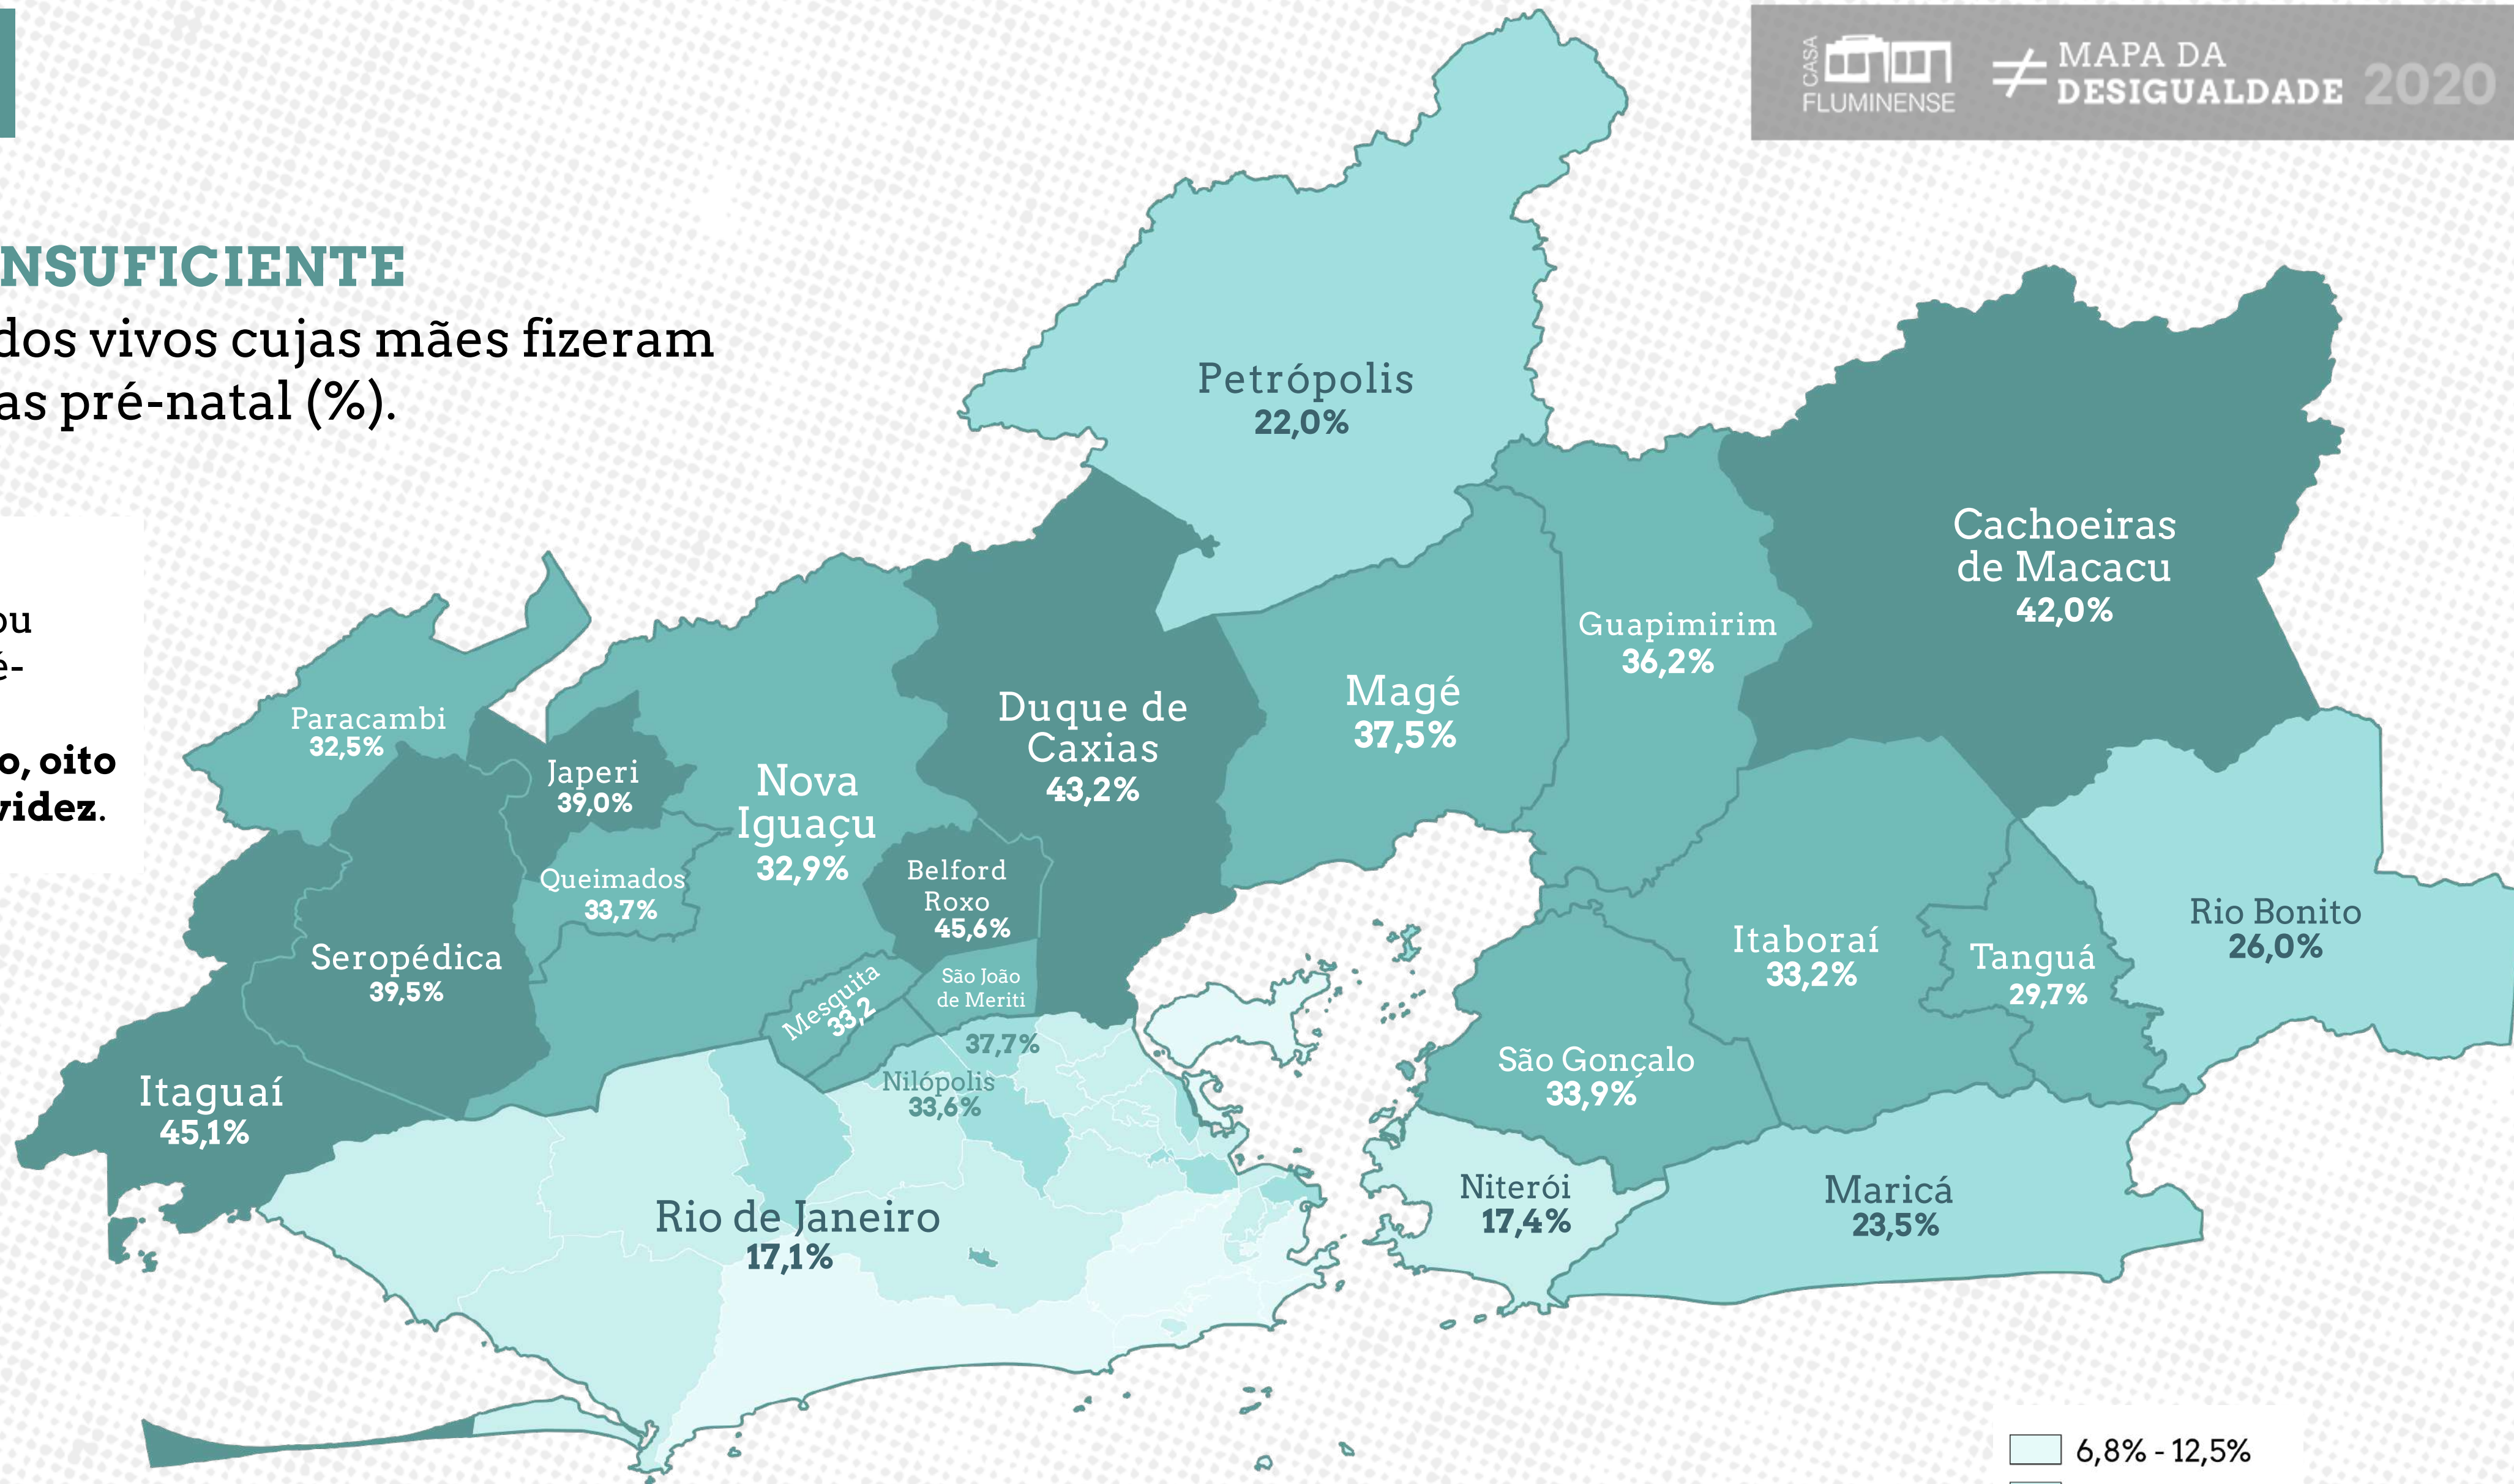 CASA
FLUMINENSE
≠ MAPA DA
DESIGUALDADE 2020
NSUFICIENTE
dos vivos cujas mães fizeram
as pré-natal (%).
ou
é-
o, oito
videz.
Petrópolis
22,0%
Cachoeiras
de Macacu
42,0%
Guapimirim
36,2%
Magé
37,5%
Duque de
Caxias
43,2%
Paracambi
32,5%
Japeri
39,0%
Nova
Iguaçu
32,9%
Queimados
33,7%
Belford
Roxo
45,6%
Seropédica
39,5%
Mesquita
33,2
São João
de Meriti
37,7%
Nilópolis
33,6%
Itaguaí
45,1%
Rio de Janeiro
17,1%
Rio Bonito
26,0%
Itaboraí
33,2%
Tanguá
29,7%
São Gonçalo
33,9%
Niterói
17,4%
Maricá
23,5%
6,8% - 12,5%